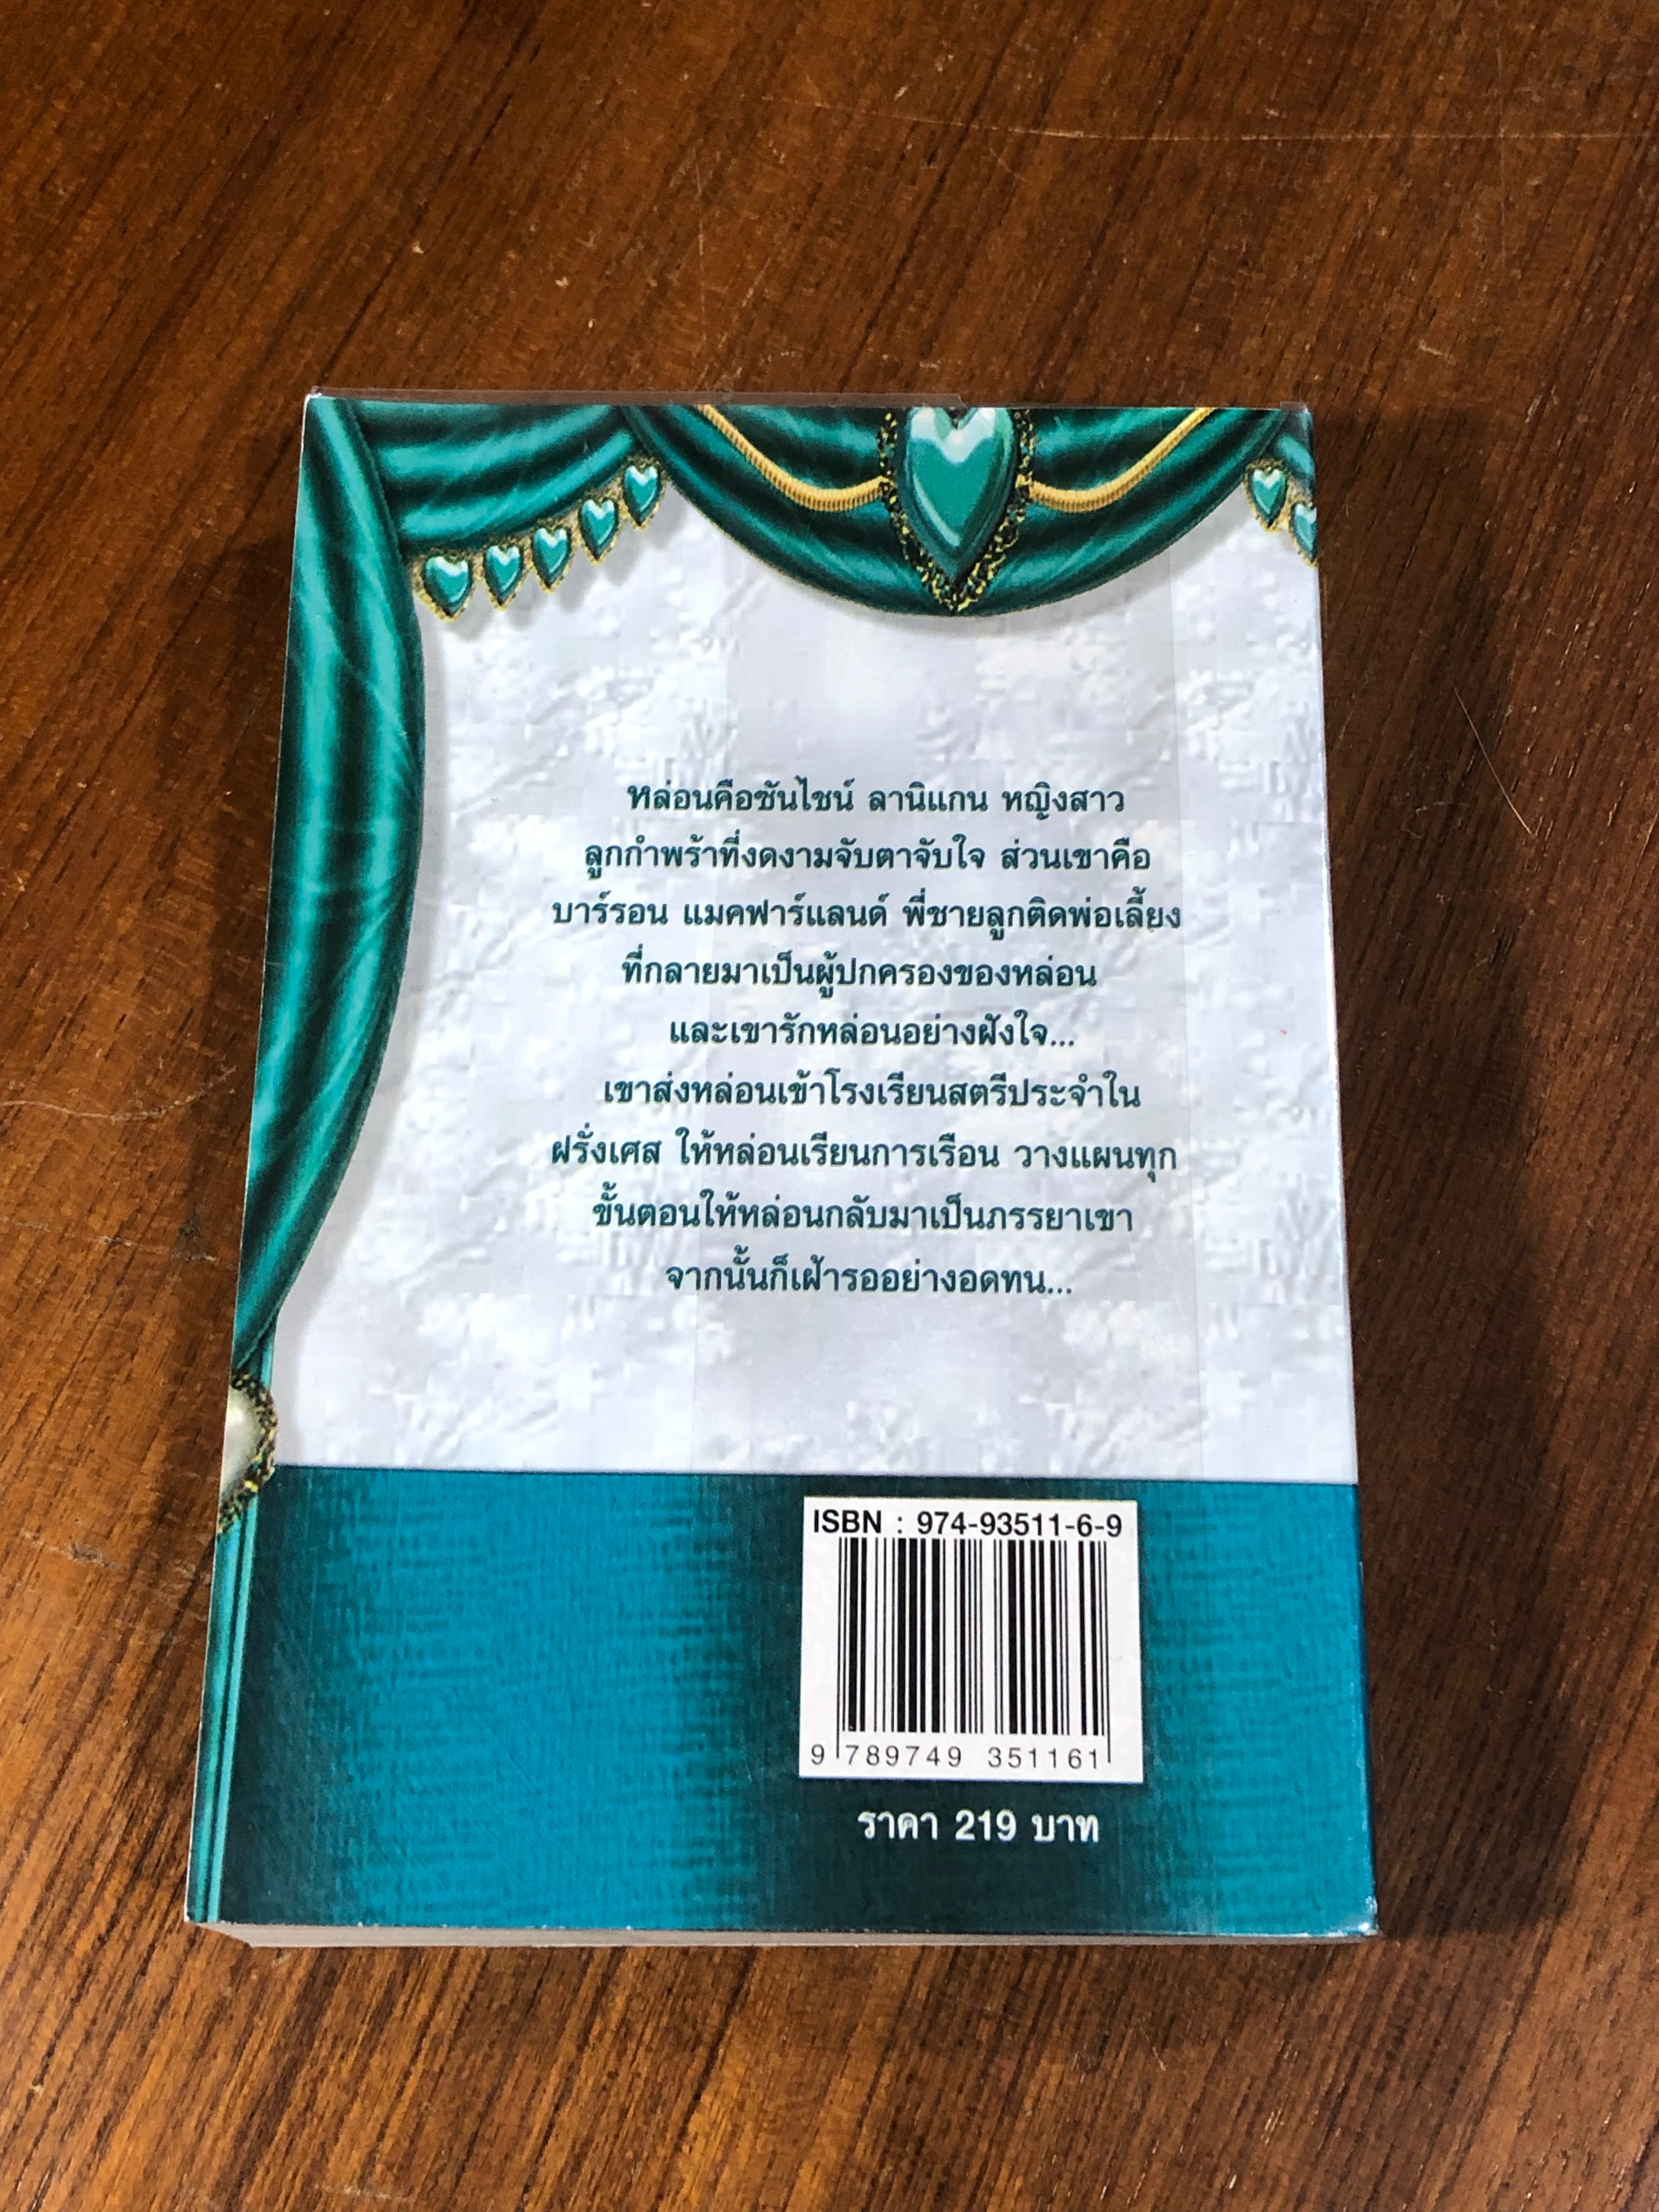 หล่อนคือซันไชน์ ลานิแกน หญิงสาว
ลูกกำพร้าที่งดงามจับตาจับใจ ส่วนเขาคือ
บาร์รอน แมคฟาร์แลนด์ พี่ชายลูกติดพ่อเลี้ยง
ที่กลายมาเป็นผู้ปกครองของหล่อน
และเขารักหล่อนอย่างฝังใจ...
เขาส่งหล่อนเข้าโรงเรียนสตรีประจำใน
ฝรั่งเศส ให้หล่อนเรียนการเรือน วางแผนทุก
ขั้นตอนให้หล่อนกลับมาเป็นภรรยาเขา
จากนั้นก็เฝ้ารออย่างอดทน...
ISBN : 974-93511-6-9
9 789749 351161
ราคา 219 บาท